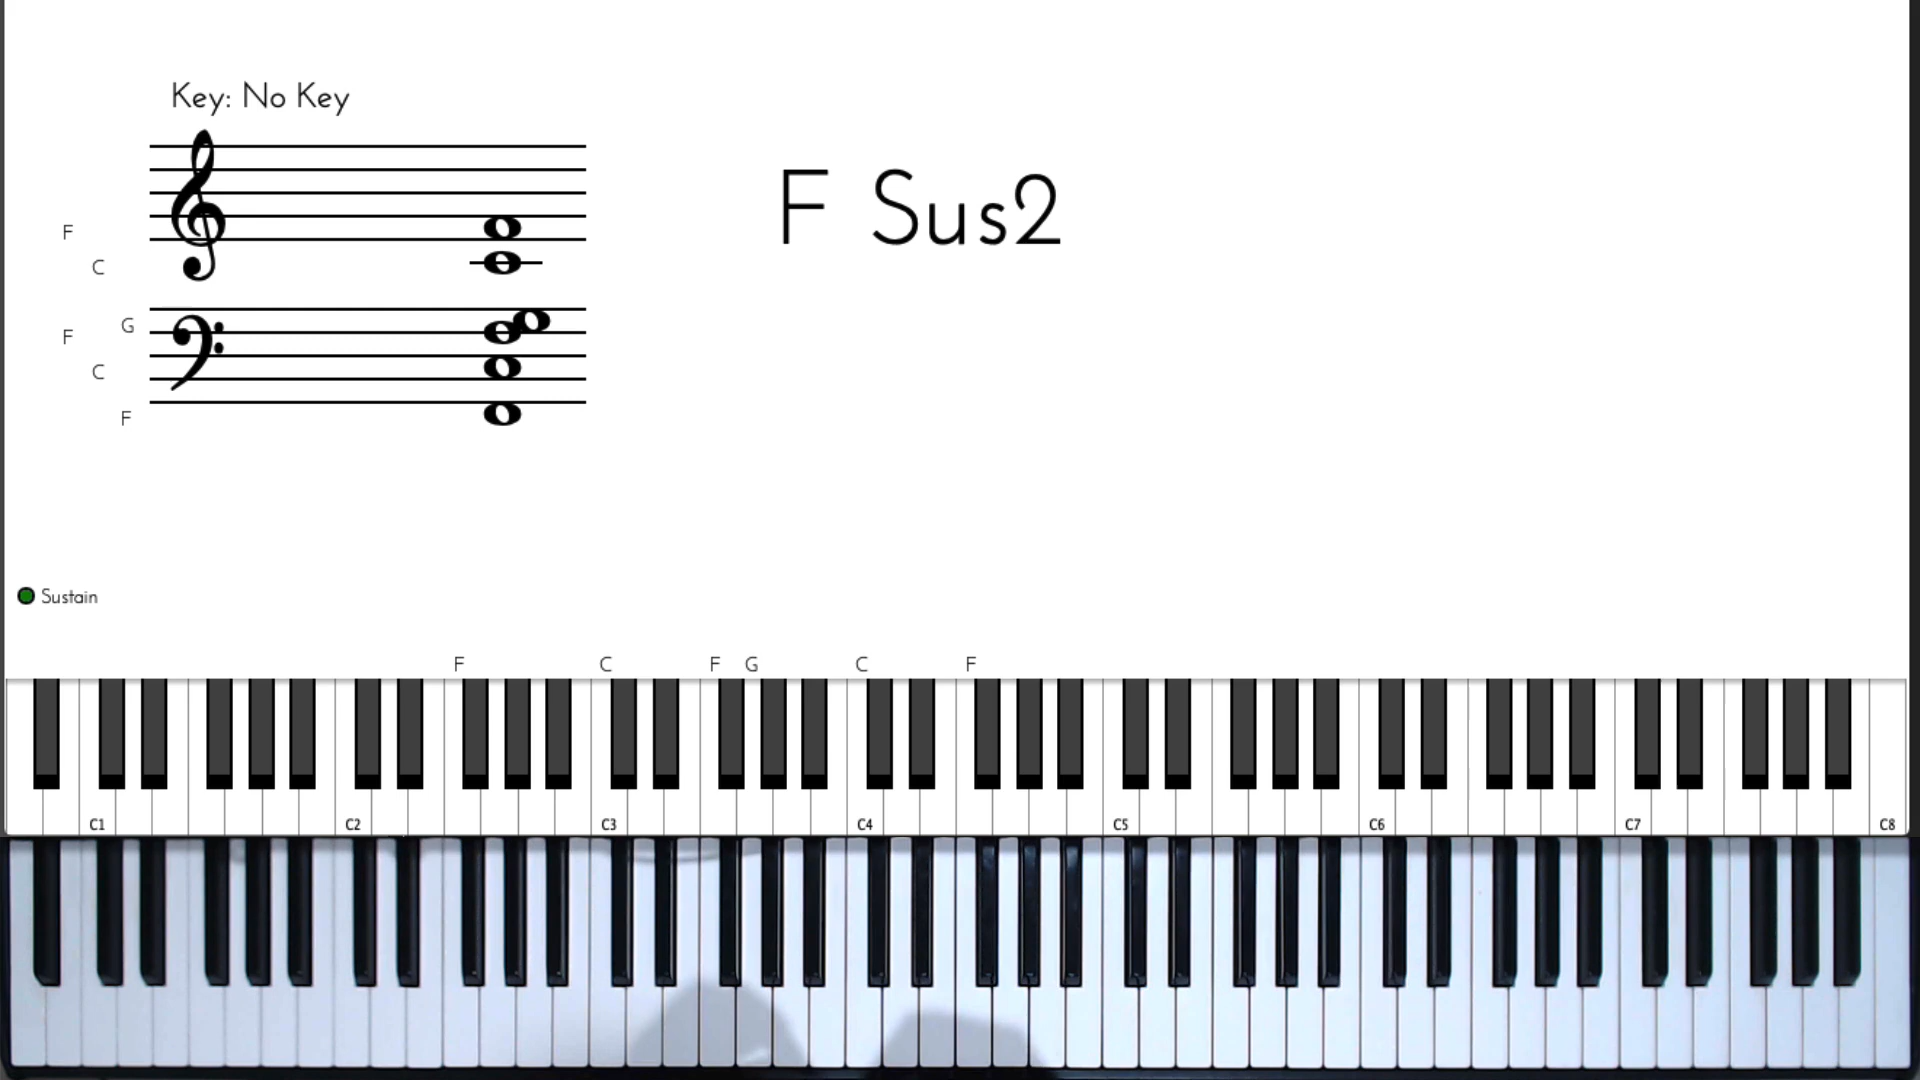 Key: No Key
F Sus2
F
C
G
F
C
F
Sustain
F C F G C F
C1 C2 C3 C4 C5 C6 C7 C8